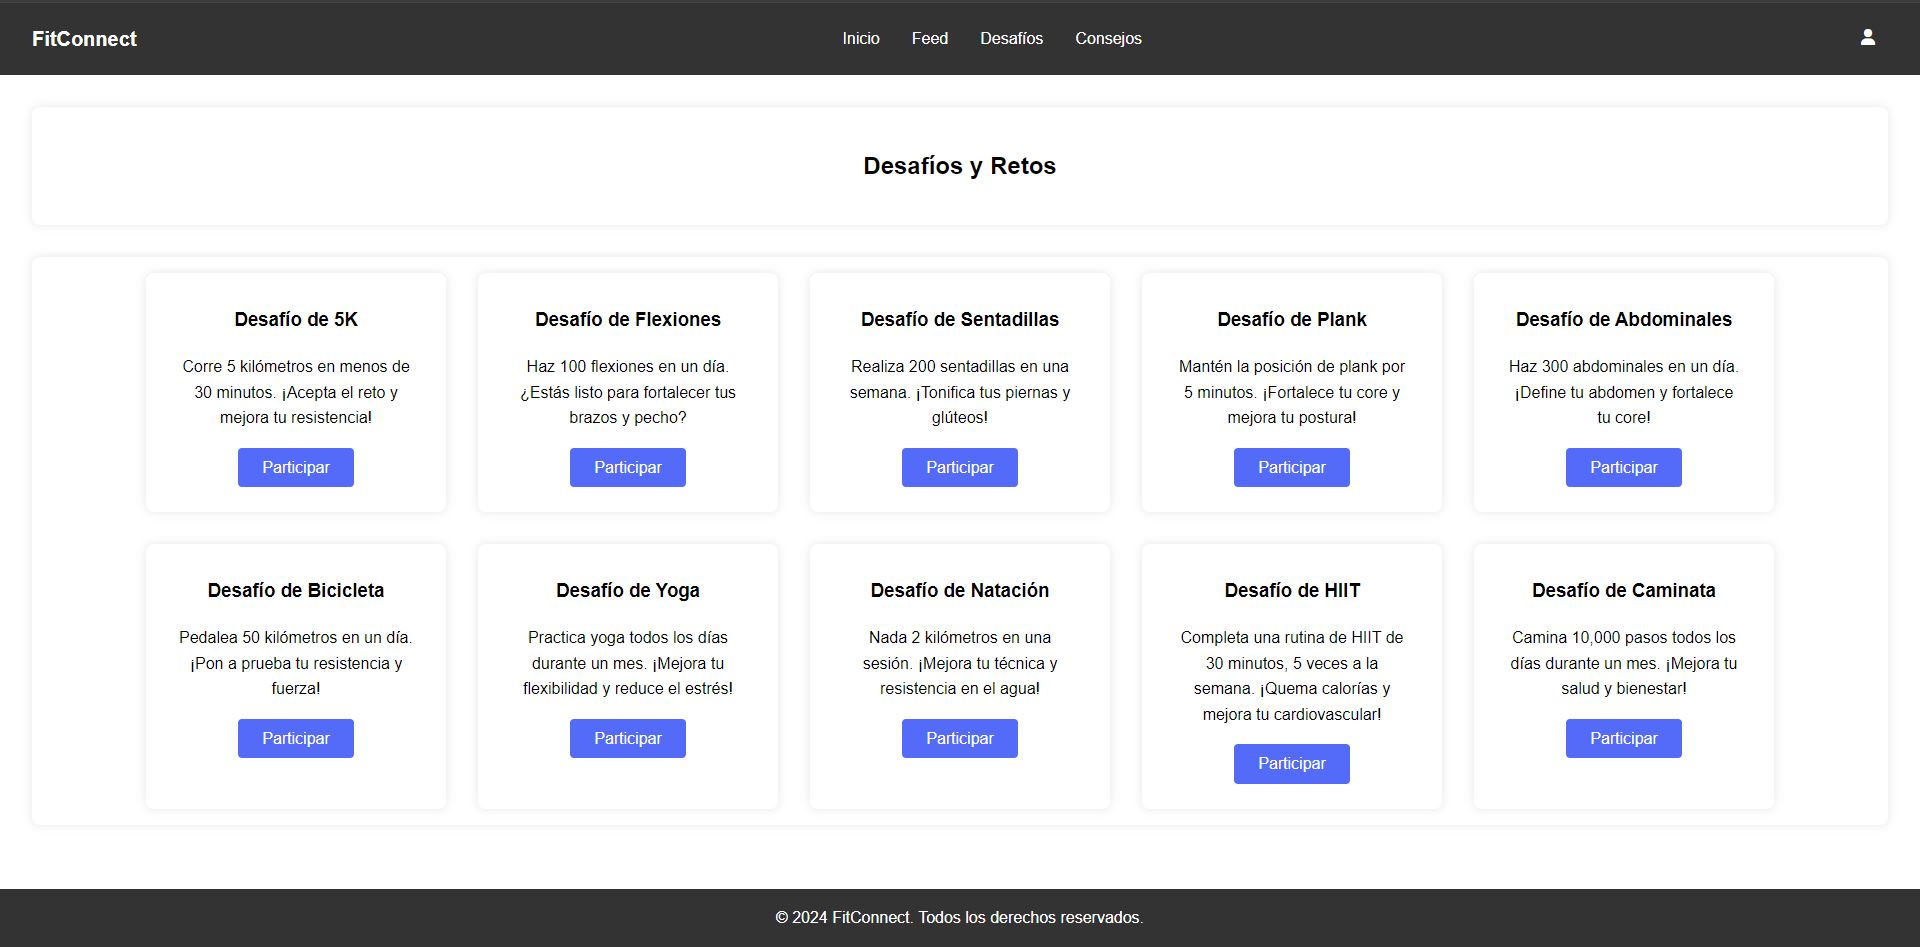 FitConnect
Inicio Feed Desafíos Consejos
Desafíos y Retos
Desafío de 5K
Corre 5 kilómetros en menos de
30 minutos. ¡Acepta el reto y
mejora tu resistencia!
Participar
Desafío de Flexiones
Haz 100 flexiones en un día.
¿Estás listo para fortalecer tus
brazos y pecho?
Participar
Desafío de Sentadillas
Realiza 200 sentadillas en una
semana. ¡Tonifica tus piernas y
glúteos!
Participar
Desafío de Plank
Mantén la posición de plank por
5 minutos. ¡Fortalece tu core y
mejora tu postura!
Participar
Desafío de Abdominales
Haz 300 abdominales en un día.
¡Define tu abdomen y fortalece
tu core!
Participar
Desafío de Bicicleta
Pedalea 50 kilómetros en un día.
¡Pon a prueba tu resistencia y
fuerza!
Participar
Desafío de Yoga
Practica yoga todos los días
durante un mes. ¡Mejora tu
flexibilidad y reduce el estrés!
Participar
Desafío de Natación
Nada 2 kilómetros en una
sesión. ¡Mejora tu técnica y
resistencia en el agua!
Participar
Desafío de HIIT
Completa una rutina de HIIT de
30 minutos, 5 veces a la
semana. ¡Quema calorías y
mejora tu cardiovascular!
Participar
Desafío de Caminata
Camina 10,000 pasos todos los
días durante un mes. ¡Mejora tu
salud y bienestar!
Participar
© 2024 FitConnect. Todos los derechos reservados.